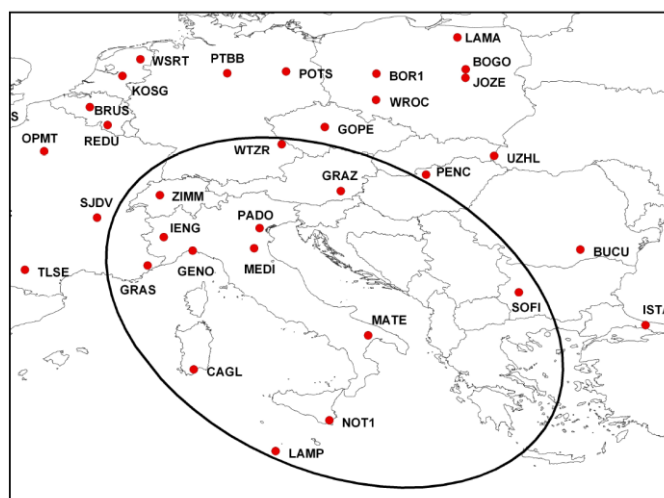 LAMA
WSRT
PTBB
BOGO
POTS
BOR1
JOZE
KOSG
WROC
BRUS
S
GOPE
OPMT
REDU
WTZR
UZHL
PENC
GRAZ
ZIMM
SJDV
PADO
IENG
BUCU
MEDI
GENO
TLSE
GRAS
SOFI
ISTA
MATE
CAGL
NOT1
LAMP